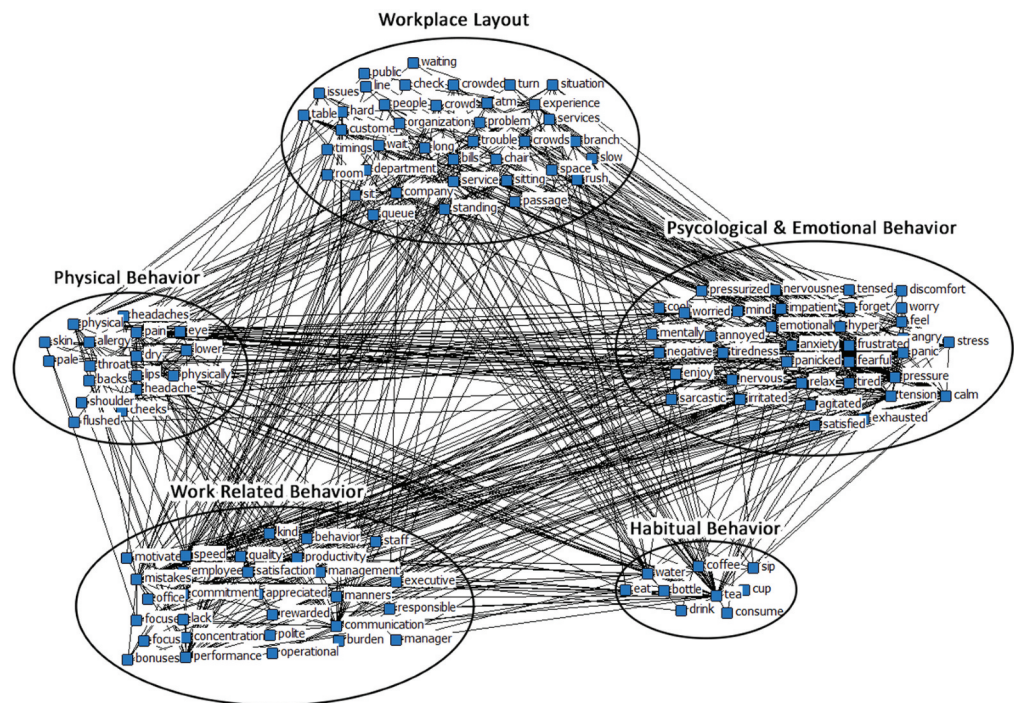 Workplace Layout
waiting
public
line check crowded turn situation
issues
people crowd atm experience
table hard
customer organization problem services
trouble crowds branch
timings wait long
bills chair slow
room department space
service sitting rush
sit company
queue standing passage
Psycological & Emotional Behavior
pressurized nervousnes tensed discomfort
worried mind impatient forget worry
emotionally hyper feel
mentally annoyed angry
anxiety frustrated stress
negative tiredness panic
panicked fearful
enjoy nervous relax tired pressure
tension calm
sarcastic irritated agitated
exhausted
satisfied
Physical Behavior
headaches
physical
pain eye
skin allergy
dry lower
pale throat
lips physically
backs
headache
shoulder
cheeks
flushed
Work Related Behavior
kind behaviors staff
motivate speed quality productivity
employee satisfaction management
mistakes executive
office commitment appreciated manners
rewarded responsible
focuse lack communication
focus concentration polite burden manager
bonuses performance operational
Habitual Behavior
water coffee sip
eat bottle tea cup
drink consume